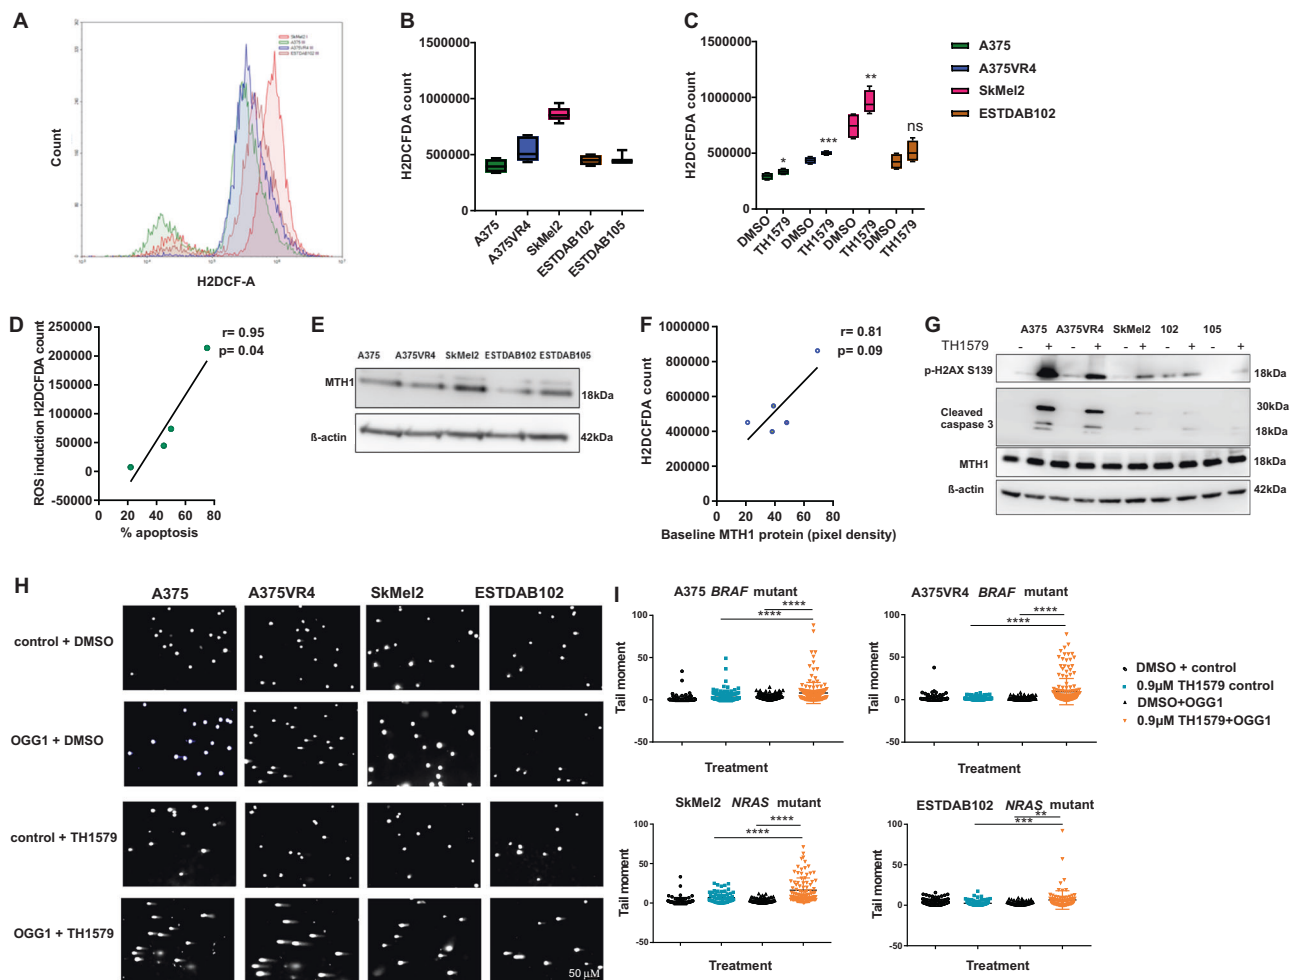 A
SkMel2 I
A375 III
A375VR4 III
ESTDAB102 III
Count
H2DCF-A
B
1500000
1000000
500000
0
H2DCFDA count
A375
A375VR4
SkMel2
ESTDAB102
ESTDAB105
C
1500000
1000000
500000
0
H2DCFDA count
*
***
**
ns
DMSO
TH1579
DMSO
TH1579
DMSO
TH1579
DMSO
TH1579
A375
A375VR4
SkMel2
ESTDAB102
D
250000
200000
150000
100000
50000
0
-50000
ROS induction H2DCFDA count
r= 0.95
p= 0.04
0 20 40 60 80
% apoptosis
E
A375 A375VR4 SkMel2 ESTDAB102 ESTDAB105
MTH1
18kDa
ß-actin
42kDa
F
1000000
800000
600000
400000
200000
0
H2DCFDA count
r= 0.81
p= 0.09
0 20 40 60 80
Baseline MTH1 protein (pixel density)
G
A375 A375VR4 SkMel2 102 105
TH1579 - + - + - + - + - +
p-H2AX S139
18kDa
Cleaved
caspase 3
30kDa
18kDa
MTH1
18kDa
ß-actin
42kDa
H
A375 A375VR4 SkMel2 ESTDAB102
control + DMSO
OGG1 + DMSO
control + TH1579
OGG1 + TH1579
50 µM
I
A375 BRAF mutant
****
****
100
50
0
-50
Tail moment
Treatment
A375VR4 BRAF mutant
****
****
100
50
0
-50
Tail moment
Treatment
DMSO + control
0.9µM TH1579 control
DMSO+OGG1
0.9µM TH1579+OGG1
SkMel2 NRAS mutant
****
****
100
50
0
-50
Tail moment
Treatment
ESTDAB102 NRAS mutant
**
***
100
50
0
-50
Tail moment
Treatment